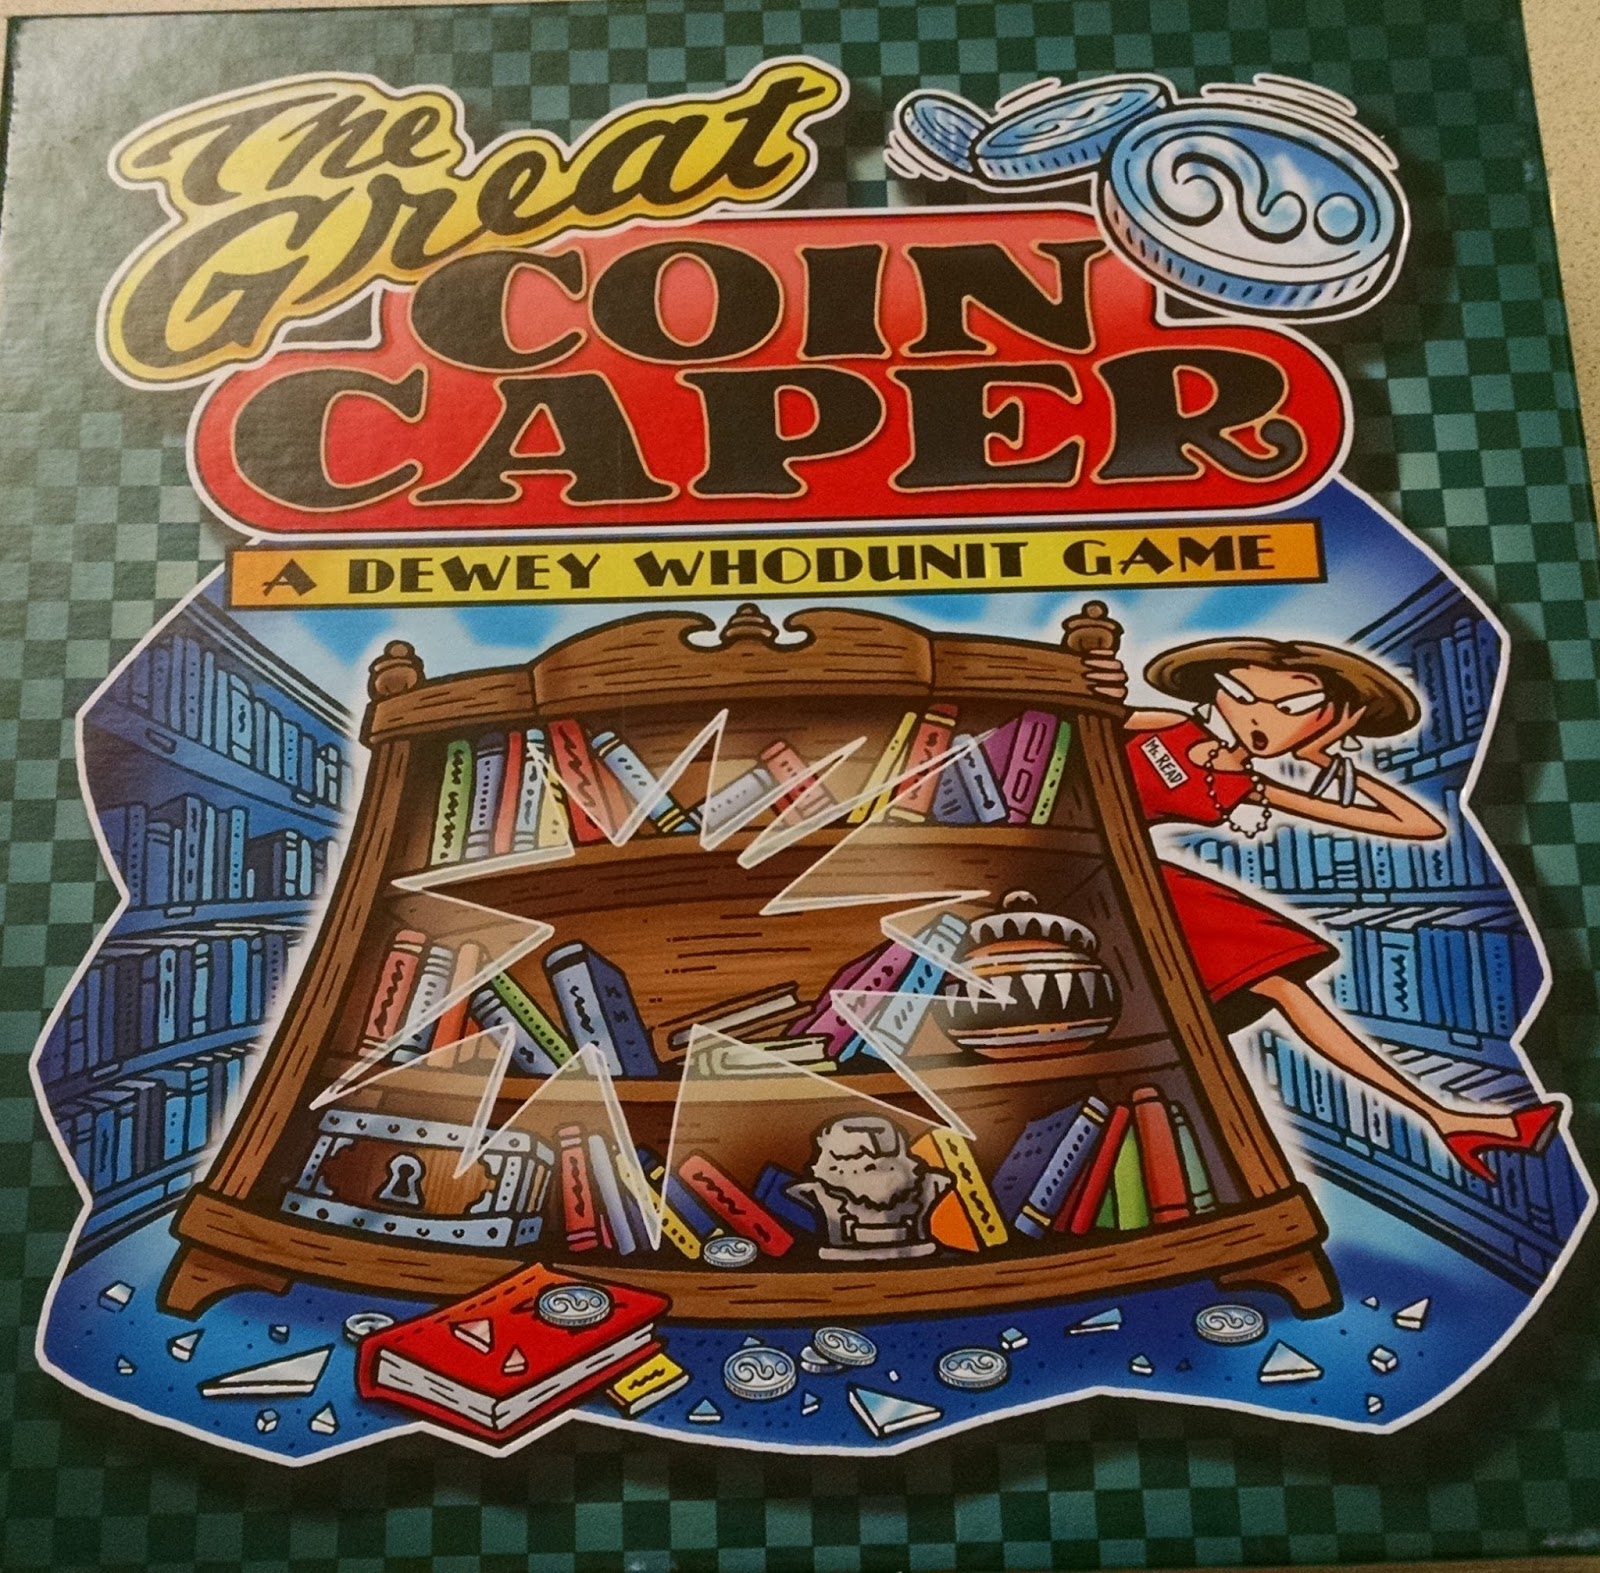 The
Great
COIN
CAPER
A DEWEY WHODUNIT GAME
Ms. READ